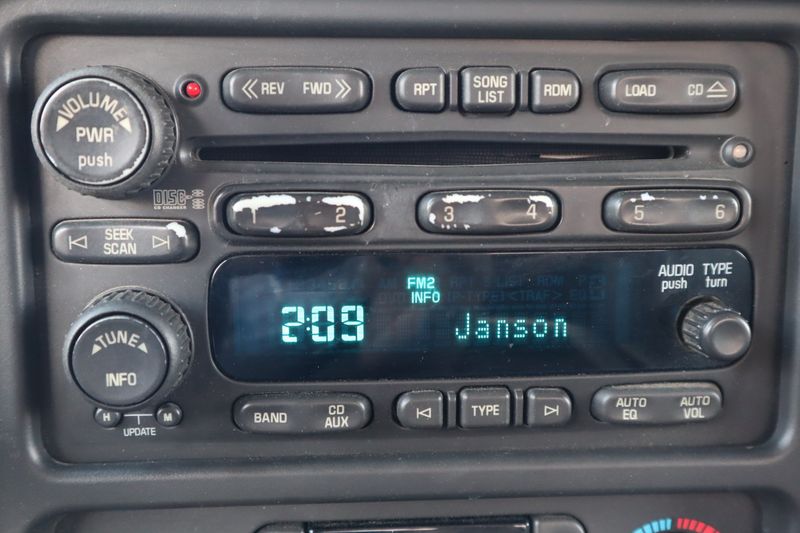 VOLUME
PWR
push
REV FWD
RPT
SONG
LIST
RDM
LOAD CD
DISC
CD CHANGER
2
3 4
5 6
SEEK
SCAN
FM2
INFO
2:09
Janson
AUDIO TYPE
push turn
TUNE
INFO
H M
UPDATE
BAND
CD
AUX
TYPE
AUTO
EQ
AUTO
VOL